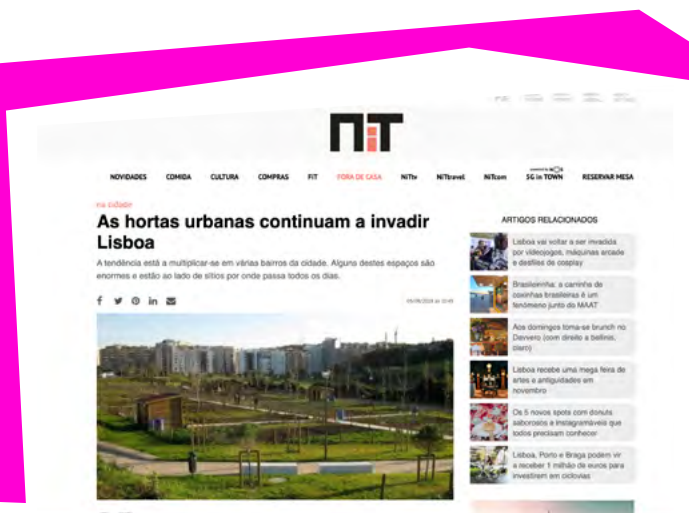 NiT
NOVIDADES COMIDA CULTURA COMPRAS FIT FORA DE CASA NiTtv NiTtravel NiTcom 5G in TOWN RESERVAR MESA
na cidade
As hortas urbanas continuam a invadir
Lisboa
A tendência está a multiplicar-se em várias bairros da cidade. Alguns destes espaços são
enormes e estão ao lado de sítios por onde passa todos os dias.
ARTIGOS RELACIONADOS
Lisboa vai voltar a ser invadida
por videojogos, máquinas arcade
e desfiles de cosplay
Brasileirinha: a carrinha de
coxinhas brasileiras é um
fenómeno junto do MAAT
Aos domingos toma-se brunch no
Davvero (com direito a bellinis,
claro)
Lisboa recebe uma mega feira de
artes e antiguidades em
novembro
Os 5 novos spots com donuts
saborosos e instagramáveis que
todos precisam conhecer
Lisboa, Porto e Braga podem vir
a receber 1 milhão de euros para
investirem em ciclovias